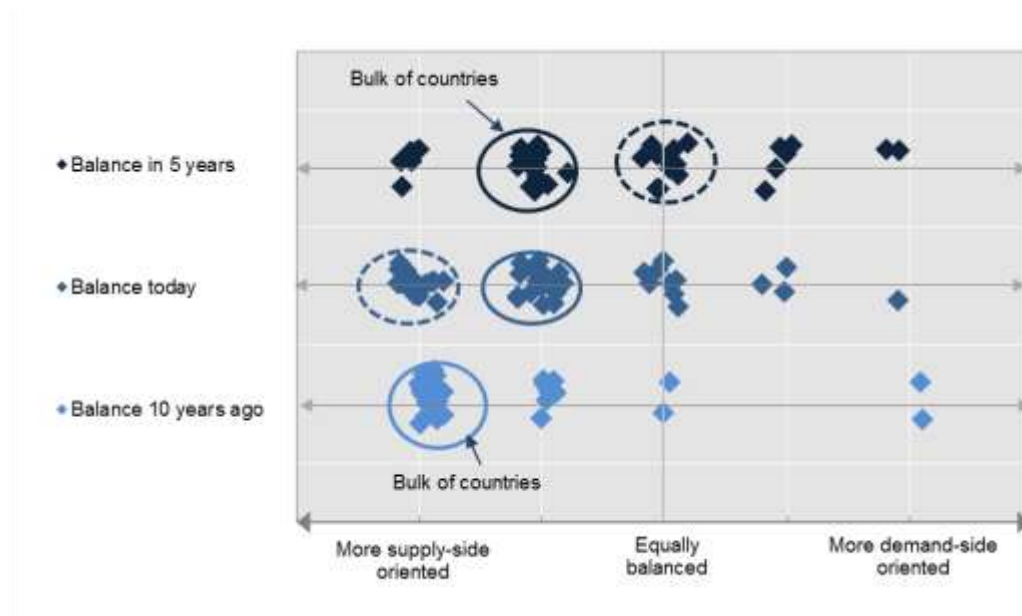 Bulk of countries
Balance in 5 years
Balance today
Balance 10 years ago
Bulk of countries
More supply-side
oriented
Equally
balanced
More demand-side
oriented